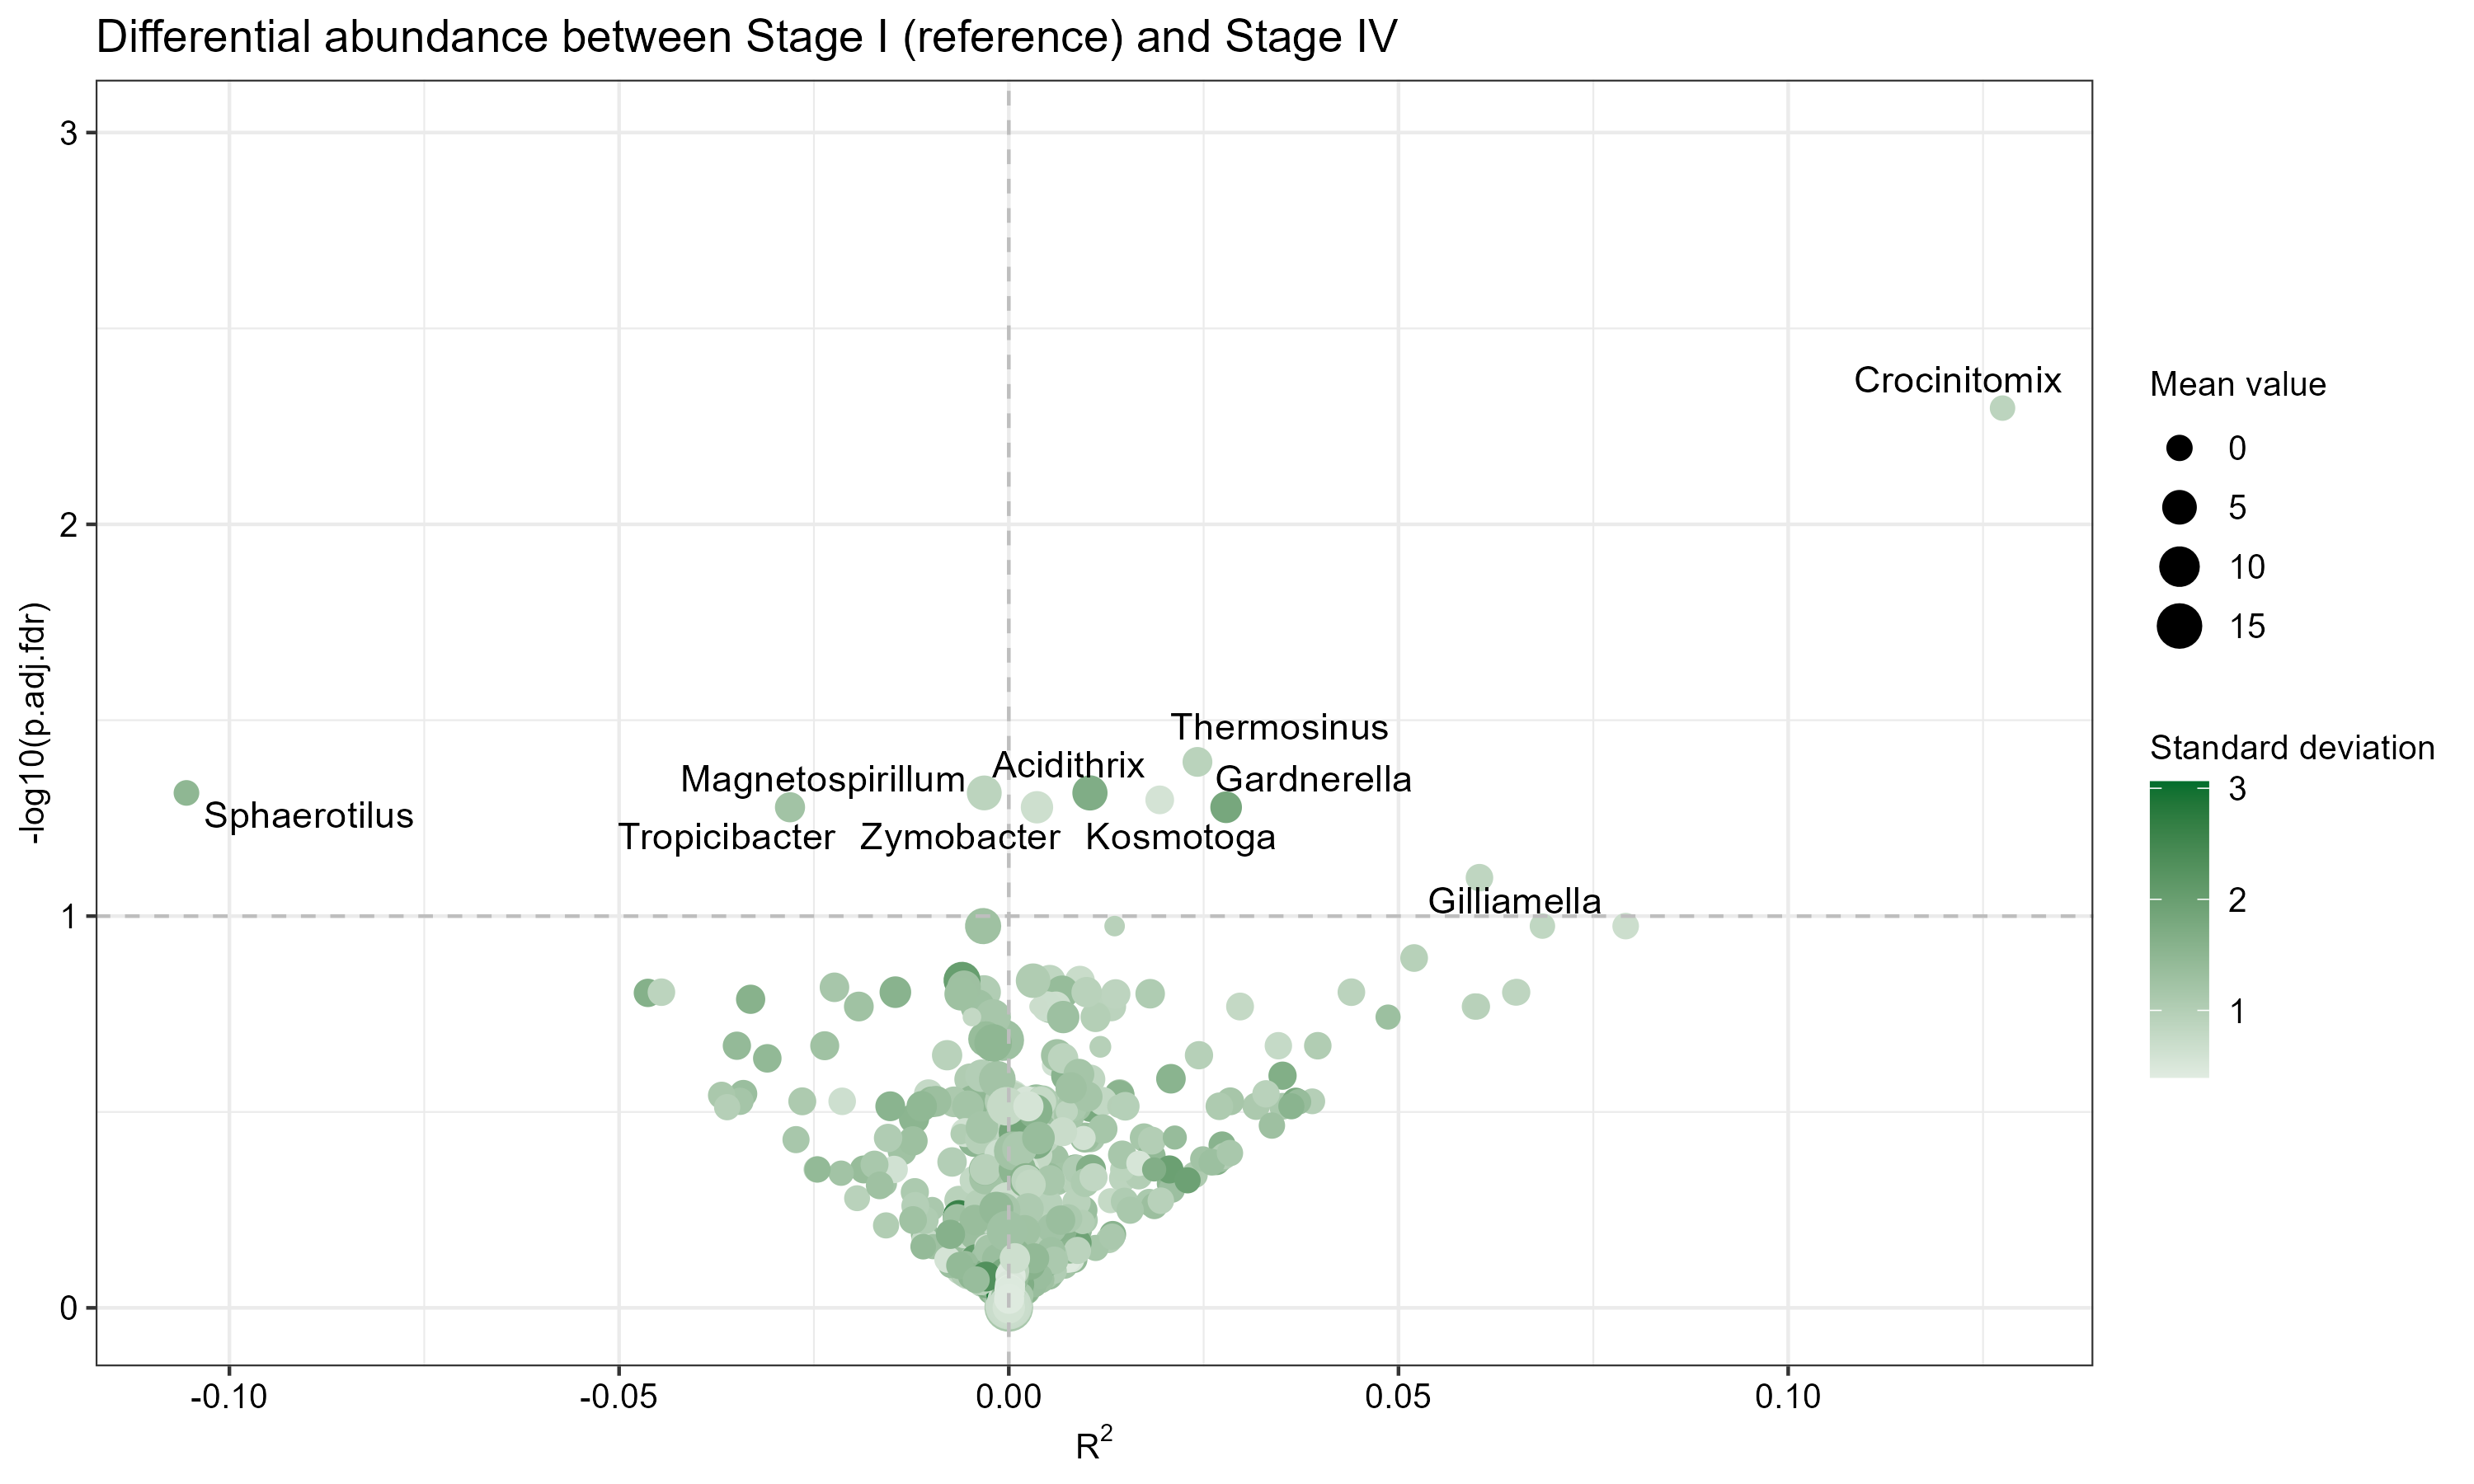 Differential abundance between Stage I (reference) and Stage IV
-log10(p.adj.fdr)
3
2
1
0
Crocinitomix
Thermosinus
Acidithrix
Magnetospirillum
Gardnerella
Sphaerotilus
Tropicibacter
Zymobacter
Kosmotoga
Gilliamella
-0.10
-0.05
0.00
0.05
0.10
R²
Mean value
0
5
10
15
Standard deviation
3
2
1